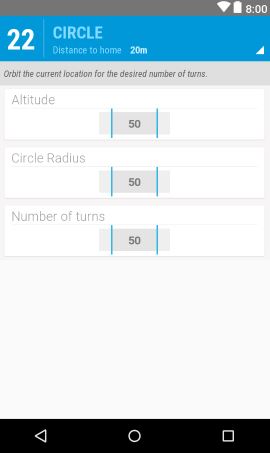 8:00
22
CIRCLE
Distance to home 20m
Orbit the current location for the desired number of turns.
Altitude
50
Circle Radius
50
Number of turns
50